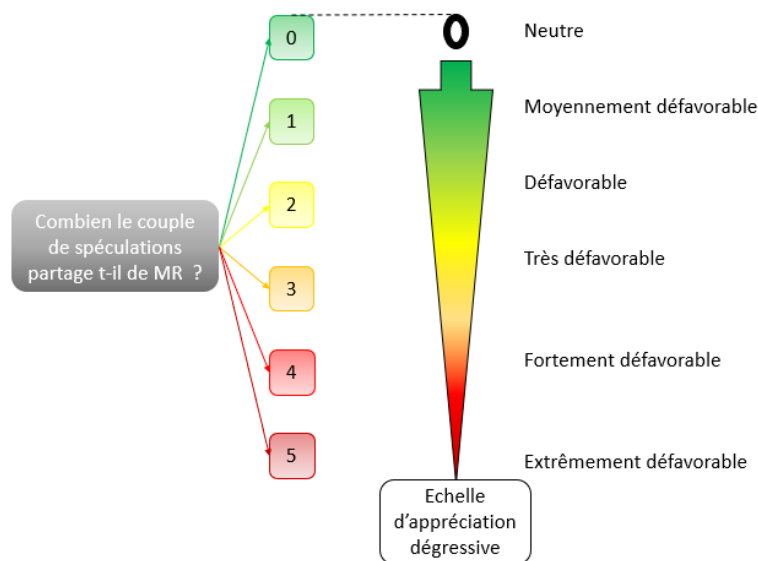 Combien le couple
de spéculations
partage t-il de MR  ?
0
1
2
3
4
5
0
Neutre
Moyennement défavorable
Défavorable
Très défavorable
Fortement défavorable
Extrêmement défavorable
Echelle
d’appréciation
dégressive